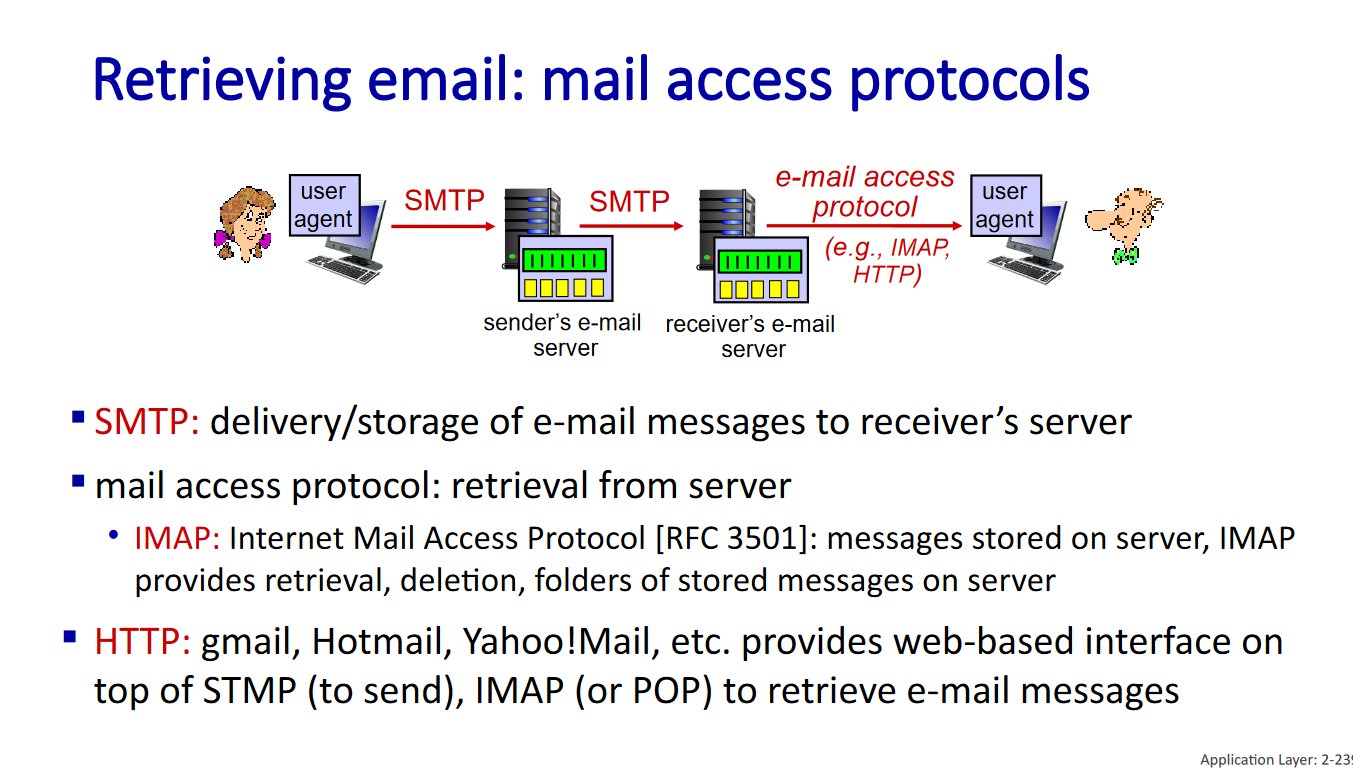 Retrieving email: mail access protocols
user
agent
SMTP
SMTP
e-mail access
protocol
(e.g., IMAP,
HTTP)
user
agent
sender's e-mail
server
receiver's e-mail
server
SMTP: delivery/storage of e-mail messages to receiver's server
mail access protocol: retrieval from server
IMAP: Internet Mail Access Protocol [RFC 3501]: messages stored on server, IMAP
provides retrieval, deletion, folders of stored messages on server
HTTP: gmail, Hotmail, Yahoo!Mail, etc. provides web-based interface on
top of STMP (to send), IMAP (or POP) to retrieve e-mail messages
Application Layer: 2-239